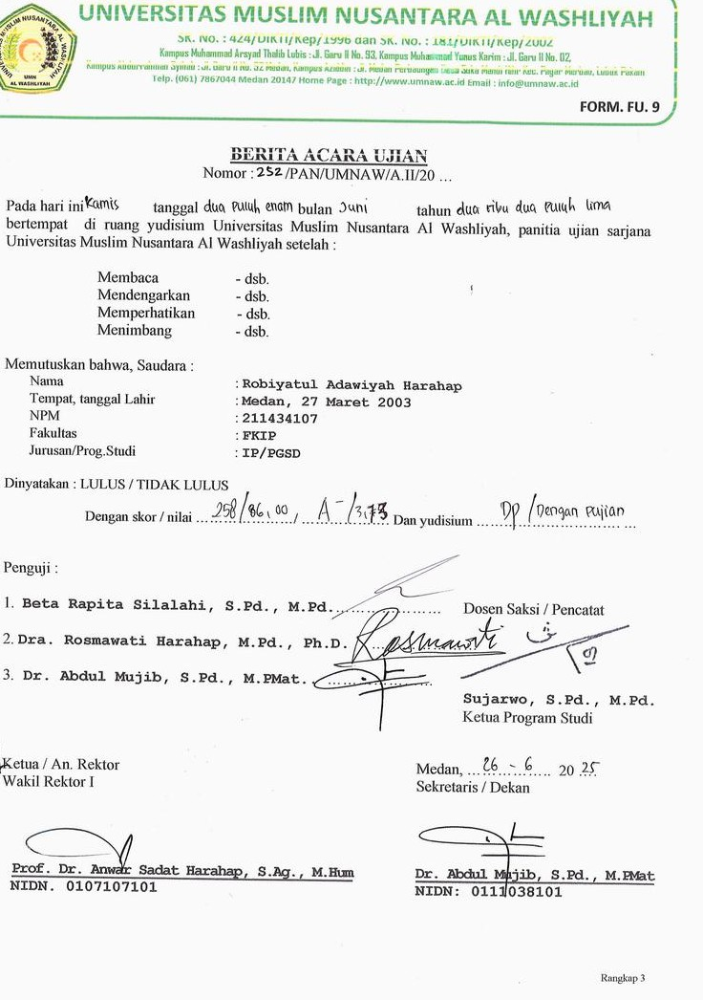 UNIVERSITAS MUSLIM NUSANTARA AL WASHLIYAH
SK. No. : 424/DIKTI/Kep/1996 dan SK. No. : 181/DIKTI/Kep/2002
Kampus Muhammad Arsyad Thalib Lubis : Jl. Garu II No. 93, Kampus Muhammad Yunus Karim : Jl. Garu II No. 02,
Kampus Abdurrahman Syihab : Jl. Garu II No. 52 Medan, Kampus Azizddin : Jl. Medan Perbaungan Desa Suka Mandi Hilir Kec. Pagar Merbau, Lubuk Pakam
Telp. (061) 7867044 Medan 20147 Home Page : http://www.umnaw.ac.id Email : info@umnaw.ac.id
UNIVERSITAS MUSLIM NUSANTARA AL WASHLIYAH
UMN
AL WASHLIYAH
FORM. FU. 9
BERITA ACARA UJIAN
Nomor : 252/PAN/UMNAW/A.II/20 ...
Pada hari ini Kamis tanggal dua puluh enam bulan Juni tahun dua ribu dua puluh lima
bertempat di ruang yudisium Universitas Muslim Nusantara Al Washliyah, panitia ujian sarjana
Universitas Muslim Nusantara Al Washliyah setelah :
Membaca - dsb.
Mendengarkan - dsb.
Memperhatikan - dsb.
Menimbang - dsb.
Memutuskan bahwa, Saudara :
Nama : Robiyatul Adawiyah Harahap
Tempat, tanggal Lahir : Medan, 27 Maret 2003
NPM : 211434107
Fakultas : FKIP
Jurusan/Prog.Studi : IP/PGSD
Dinyatakan : LULUS / TIDAK LULUS
Dengan skor / nilai ... 258/86,00, A-/3,73 Dan yudisium DP / Dengan pujian
Penguji :
1. Beta Rapita Silalahi, S.Pd., M.Pd.
Dosen Saksi / Pencatat
2. Dra. Rosmawati Harahap, M.Pd., Ph.D. Rosmawati
3. Dr. Abdul Mujib, S.Pd., M.PMat.
Sujarwo, S.Pd., M.Pd.
Ketua Program Studi
Ketua / An. Rektor
Wakil Rektor I
Medan, ... 26 - 6 ... 20 25
Sekretaris / Dekan
Prof. Dr. Anwar Sadat Harahap, S.Ag., M.Hum
NIDN. 0107107101
Dr. Abdul Mujib, S.Pd., M.PMat
NIDN: 0111038101
Rangkap 3